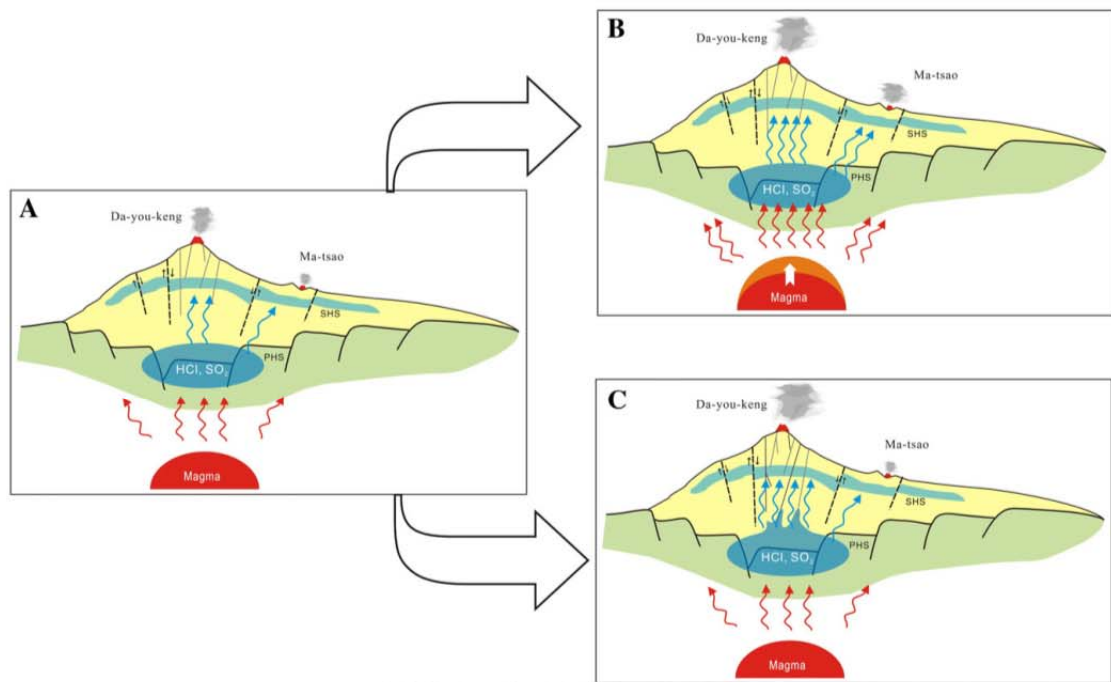 A
Da-you-keng
Ma-tsao
SHS
PHS
HCl, SO₂
Magma
B
Da-you-keng
Ma-tsao
SHS
PHS
HCl, SO₂
Magma
C
Da-you-keng
Ma-tsao
SHS
PHS
HCl, SO₂
Magma